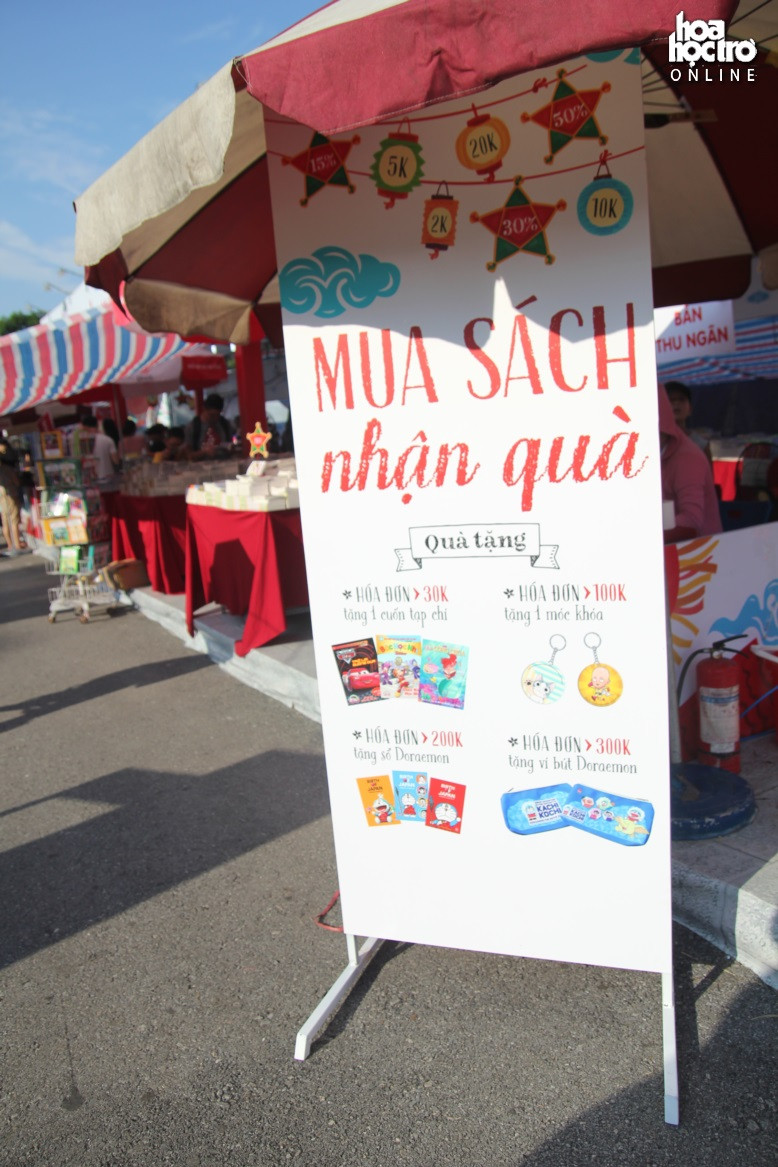 hoa
học trò
ONLINE
15%
5K
20K
50%
2K
30%
10K
BÀN
THU NGÂN
MUA SÁCH
nhận quà
Quà tặng
HÓA ĐƠN > 30K
tặng 1 cuốn tạp chí
HÓA ĐƠN > 100K
tặng 1 móc khóa
HÓA ĐƠN > 200K
tặng sổ Doraemon
HÓA ĐƠN > 300K
tặng ví bút Doraemon
KACHI
KOCHI